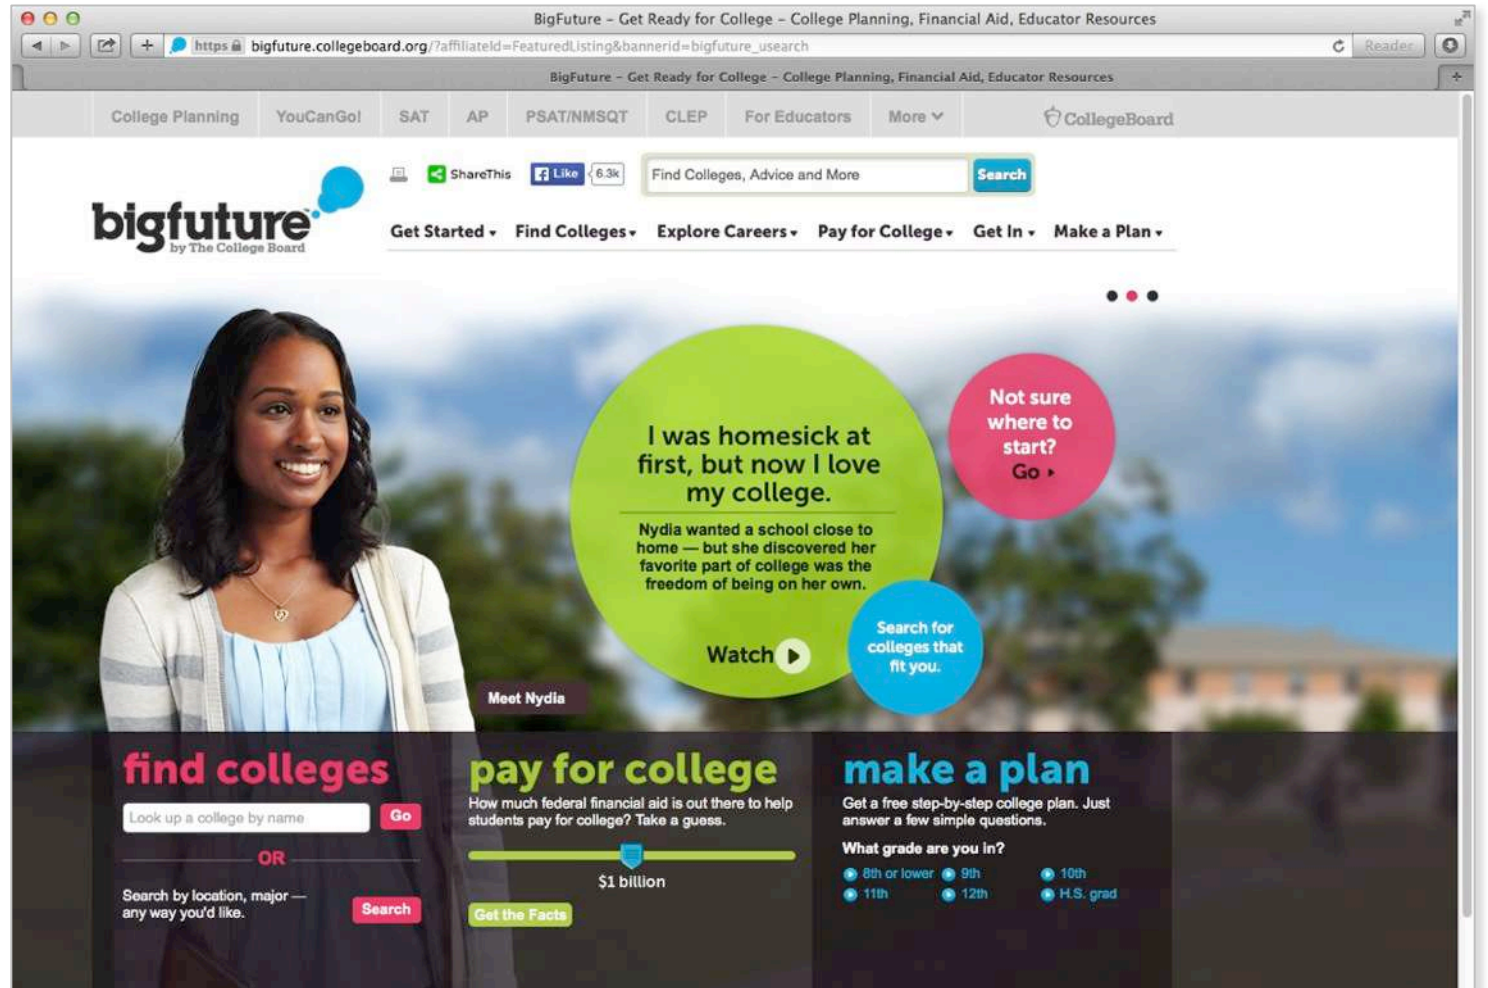 BigFuture – Get Ready for College – College Planning, Financial Aid, Educator Resources
https bigfuture.collegeboard.org/?affiliateId=FeaturedListing&bannerid=bigfuture_usearch
Reader
BigFuture – Get Ready for College – College Planning, Financial Aid, Educator Resources
College Planning YouCanGo! SAT AP PSAT/NMSQT CLEP For Educators More CollegeBoard
ShareThis Like 6.3k Find Colleges, Advice and More Search
bigfuture
by The College Board
Get Started Find Colleges Explore Careers Pay for College Get In Make a Plan
I was homesick at
first, but now I love
my college.
Nydia wanted a school close to
home — but she discovered her
favorite part of college was the
freedom of being on her own.
Watch
Not sure
where to
start?
Go
Search for
colleges that
fit you.
Meet Nydia
find colleges
Look up a college by name Go
OR
Search by location, major —
any way you'd like.
Search
pay for college
How much federal financial aid is out there to help
students pay for college? Take a guess.
$1 billion
Get the Facts
make a plan
Get a free step-by-step college plan. Just
answer a few simple questions.
What grade are you in?
8th or lower 9th 10th
11th 12th H.S. grad